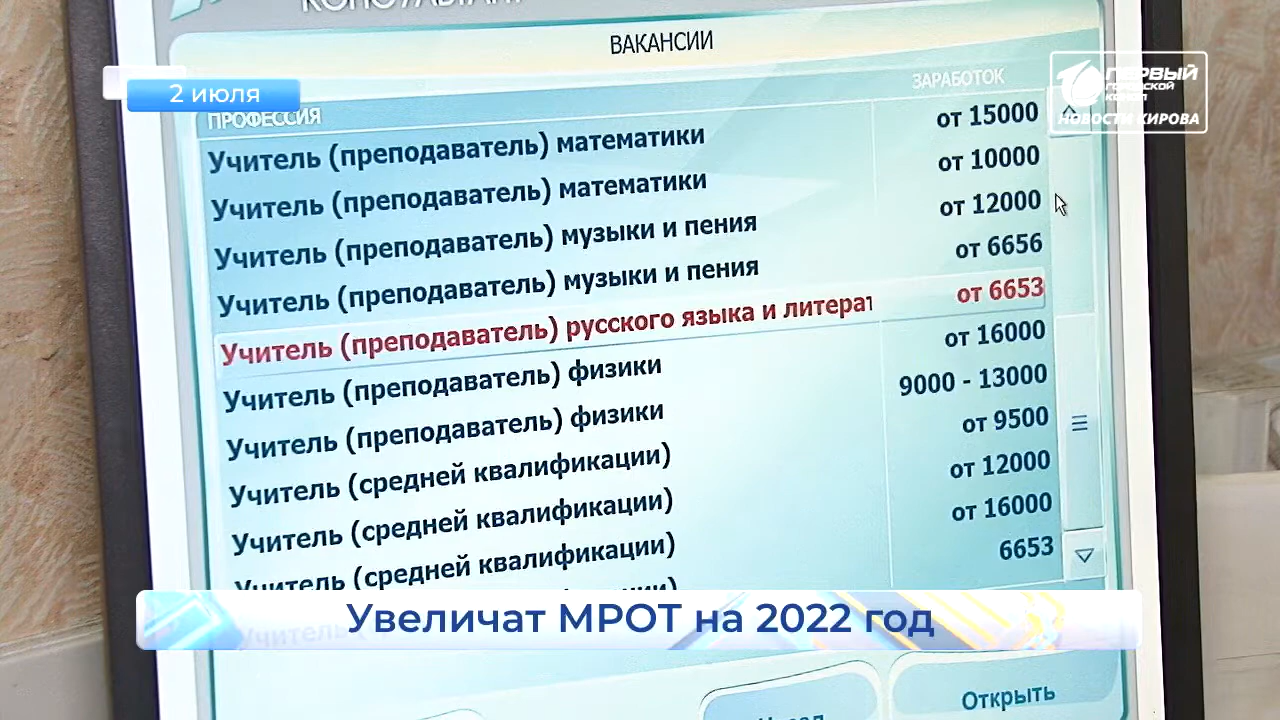 ВАКАНСИИ
2 июля
ПРОФЕССИЯ ЗАРАБОТОК
ПЕРВЫЙ
ГОРОДСКОЙ
КАНАЛ
НОВОСТИ КИРОВА
Учитель (преподаватель) математики от 15000
Учитель (преподаватель) математики от 10000
Учитель (преподаватель) музыки и пения от 12000
Учитель (преподаватель) музыки и пения от 6656
Учитель (преподаватель) русского языка и литерат от 6653
Учитель (преподаватель) физики от 16000
Учитель (преподаватель) физики 9000 - 13000
Учитель (средней квалификации) от 9500
Учитель (средней квалификации) от 12000
Учитель (средней квалификации) от 16000
Учитель 6653
Увеличат МРОТ на 2022 год
Открыть